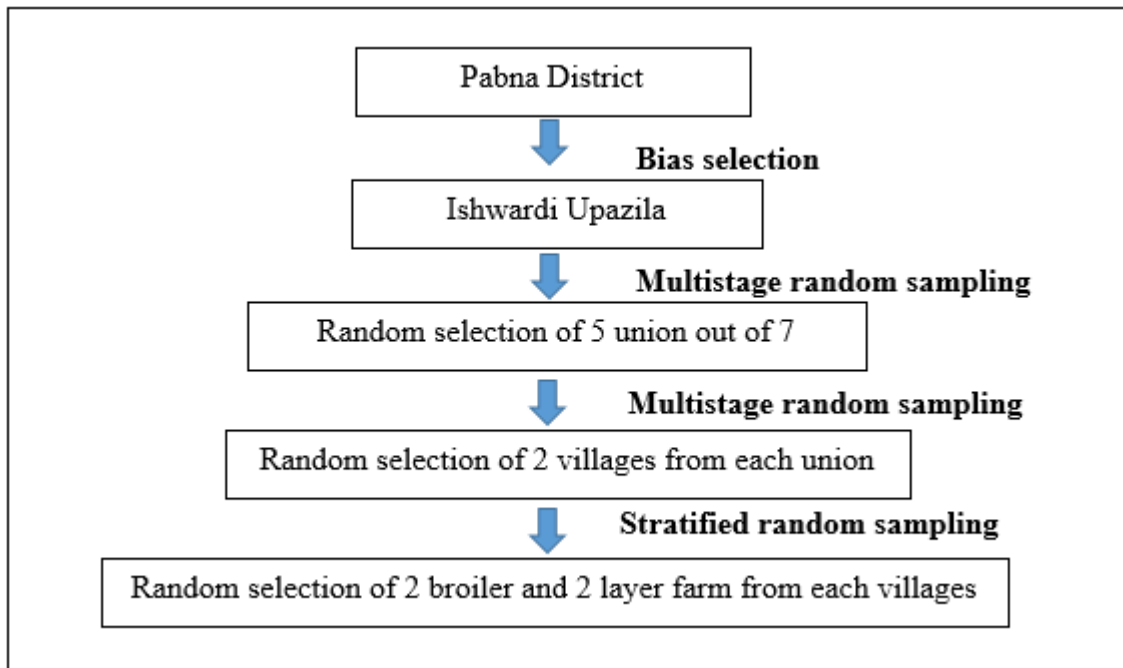 Pabna District
Bias selection
Ishwardi Upazila
Multistage random sampling
Random selection of 5 union out of 7
Multistage random sampling
Random selection of 2 villages from each union
Stratified random sampling
Random selection of 2 broiler and 2 layer farm from each villages